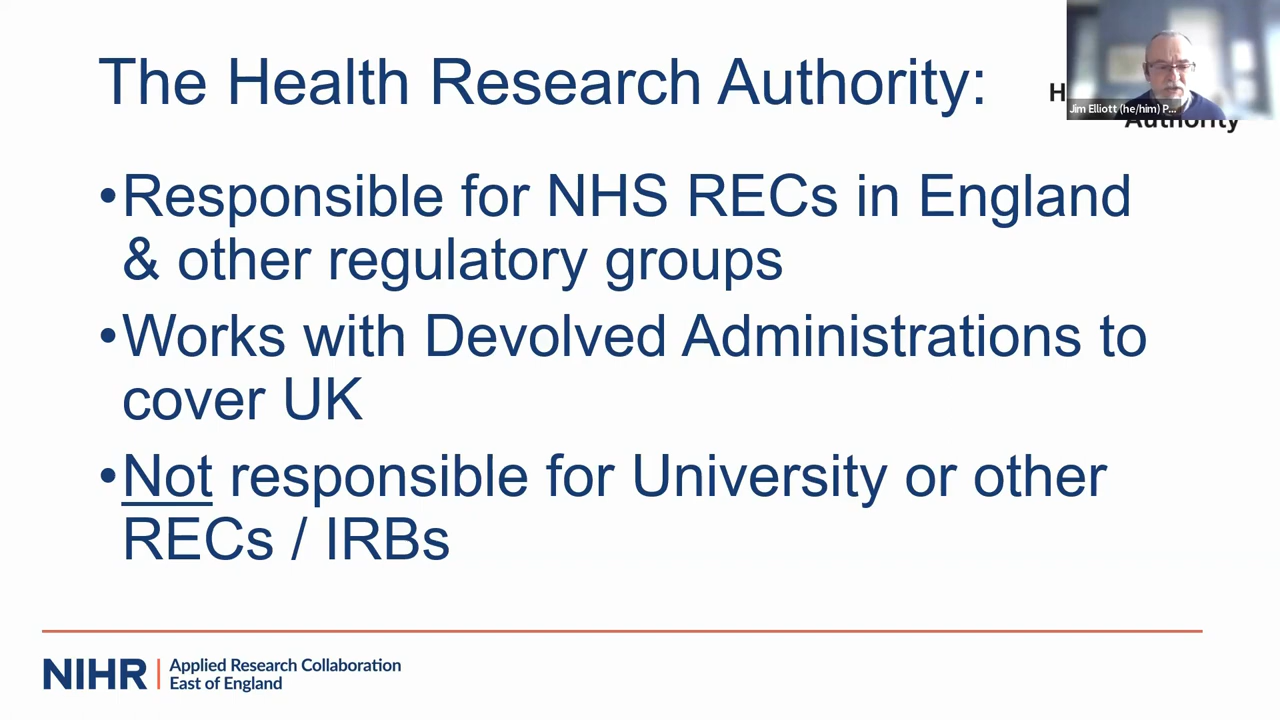 The Health Research Authority:
H
Authority
Jim Elliott (he/him) P...
•Responsible for NHS RECs in England
& other regulatory groups
•Works with Devolved Administrations to
cover UK
•Not responsible for University or other
RECs / IRBs
NIHR | Applied Research Collaboration
East of England